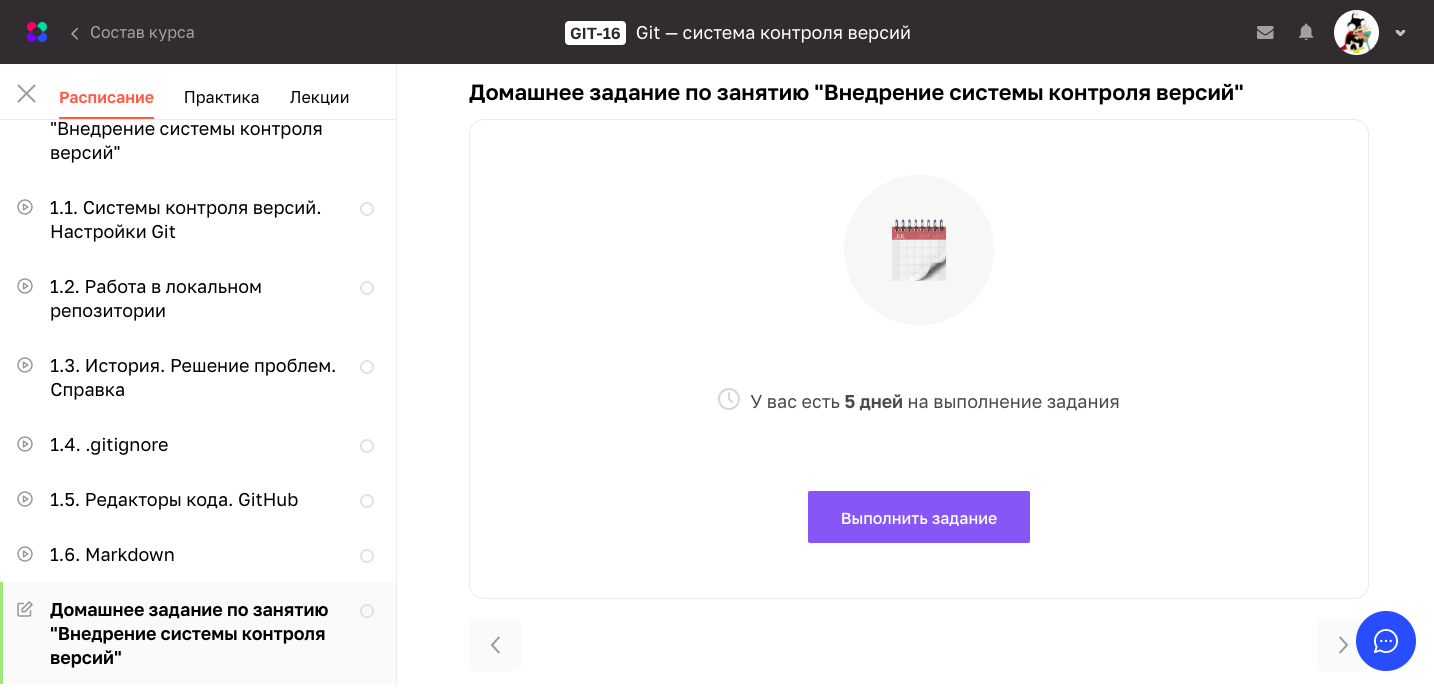 Состав курса
GIT-16 Git — система контроля версий
Расписание Практика Лекции
"Внедрение системы контроля
версий"
1.1. Системы контроля версий.
Настройки Git
1.2. Работа в локальном
репозитории
1.3. История. Решение проблем.
Справка
1.4. .gitignore
1.5. Редакторы кода. GitHub
1.6. Markdown
Домашнее задание по занятию
"Внедрение системы контроля
версий"
Домашнее задание по занятию "Внедрение системы контроля версий"
JUL
У вас есть 5 дней на выполнение задания
Выполнить задание